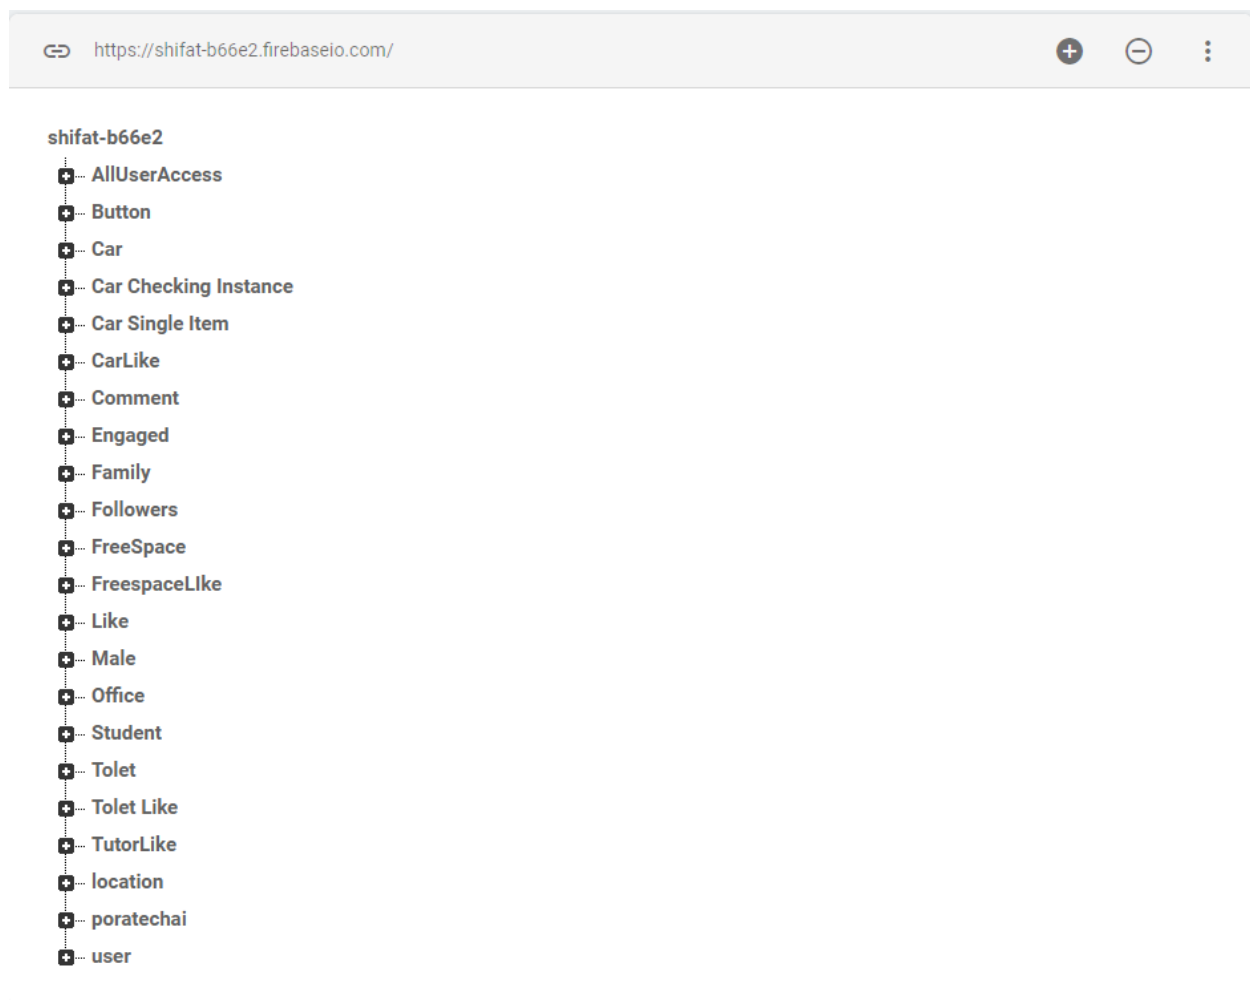 https://shifat-b66e2.firebaseio.com/
shifat-b66e2
AllUserAccess
Button
Car
Car Checking Instance
Car Single Item
CarLike
Comment
Engaged
Family
Followers
FreeSpace
FreespaceLIke
Like
Male
Office
Student
Tolet
Tolet Like
TutorLike
location
poratechai
user